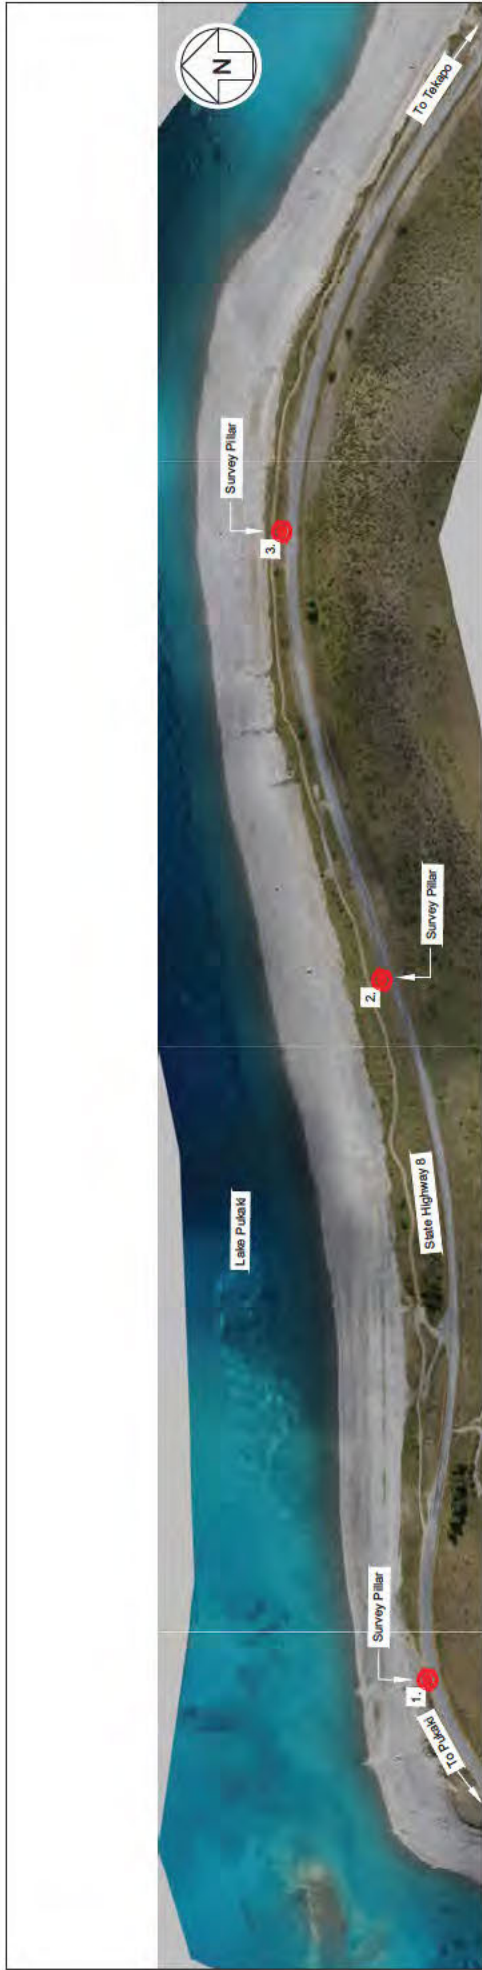 N
To Tekapo
Survey Pillar
3.
2.
Survey Pillar
Lake Pukaki
State Highway 8
Survey Pillar
1.
To Pukaki